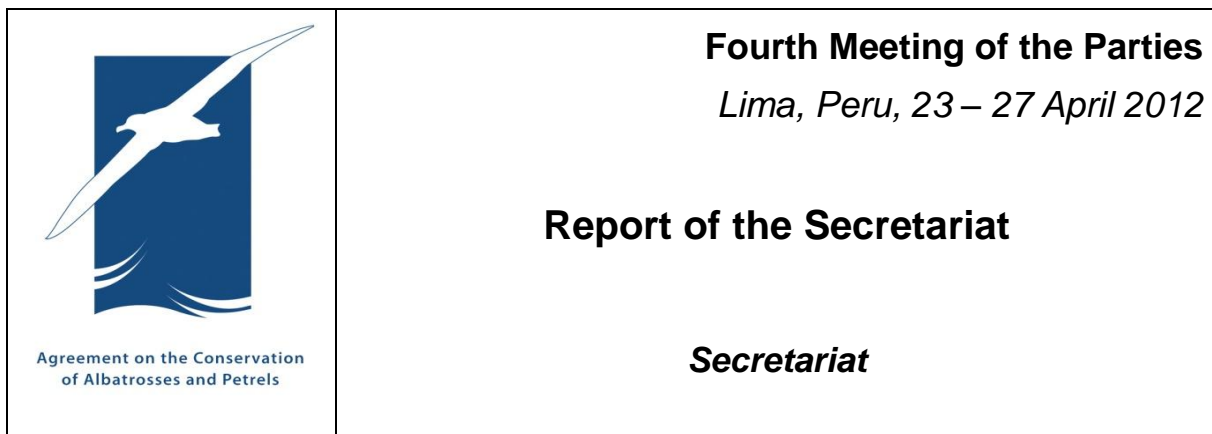 Agreement on the Conservation
of Albatrosses and Petrels
Fourth Meeting of the Parties
Lima, Peru, 23 – 27 April 2012
Report of the Secretariat
Secretariat